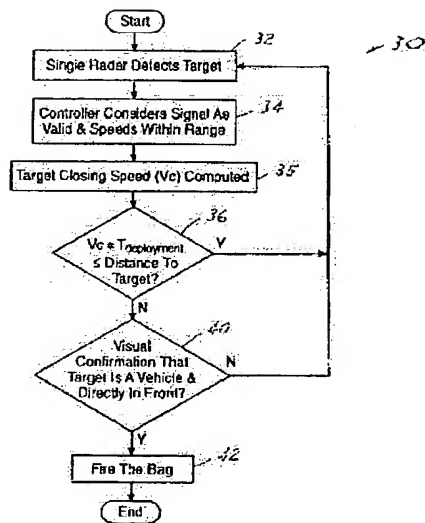 Start
30
32
Single Radar Detects Target
34
Controller Considers Signal As
Valid & Speeds Within Range
35
Target Closing Speed (Vc) Computed
36
Vc * Tdeployment
≤ Distance To
Target?
Y
N
40
Visual
Confirmation That
Target Is A Vehicle &
Directly In Front?
N
Y
Fire The Bag
42
End